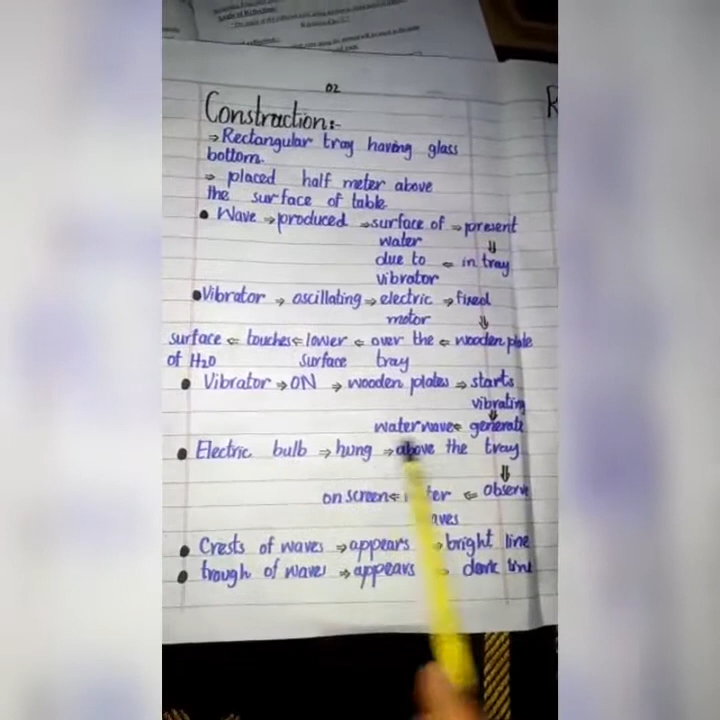 02
Construction:-
⇒ Rectangular tray having glass
bottom.
⇒ placed half meter above
the surface of table
• Wave ⇒ produced ⇒ surface of ⇒ present
water ⇓
due to ⇐ in tray
vibrator
• Vibrator ⇒ oscillating ⇒ electric ⇒ fixed
motor ⇓
surface ⇐ touches ⇐ lower ⇐ over the ⇐ wooden plate
of H2O surface tray
• Vibrator ⇒ ON ⇒ wooden plates ⇒ starts
vibrating
⇓
water wave ⇐ generate
• Electric bulb ⇒ hung ⇒ above the tray
⇓
on screen ⇐ ⇐ observe
• Crests of waves ⇒ appears ⇒ bright line
• trough of waves ⇒ appears ⇒ dark line
R